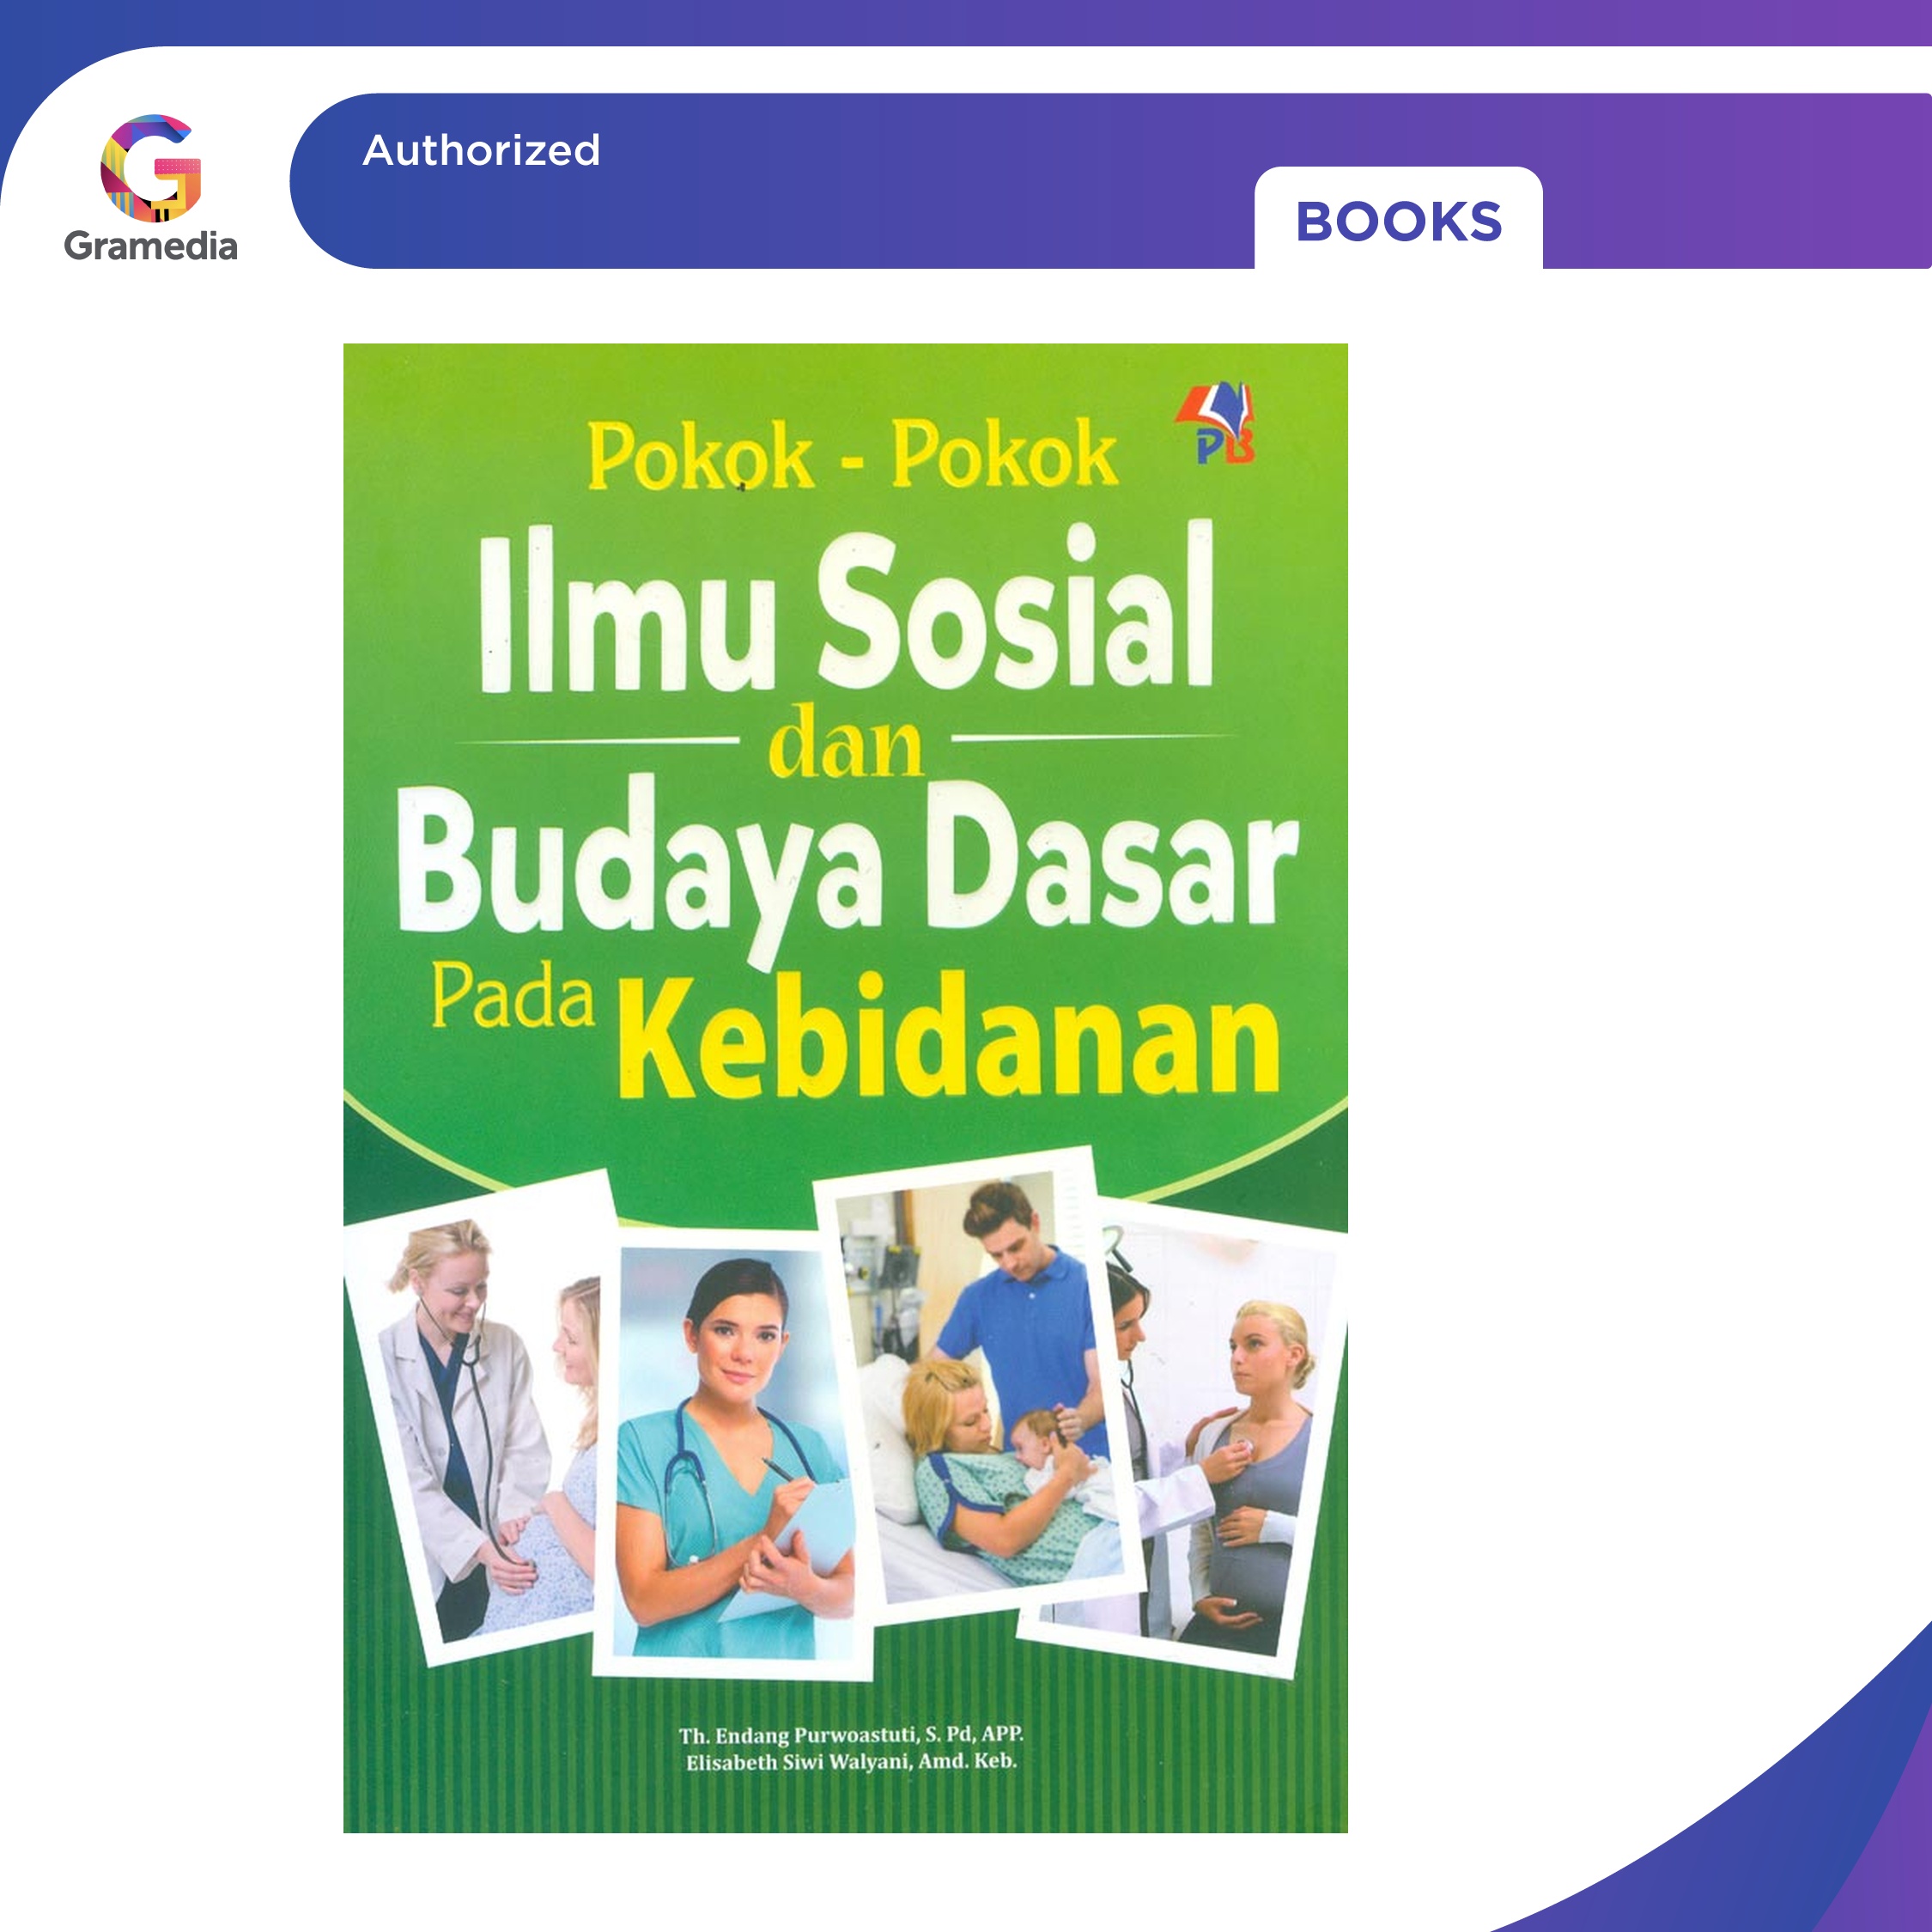 Gramedia
Authorized
BOOKS
PB
Pokok - Pokok
Ilmu Sosial
dan
Budaya Dasar
Pada Kebidanan
Th. Endang Purwoastuti, S. Pd, APP.
Elisabeth Siwi Walyani, Amd. Keb.